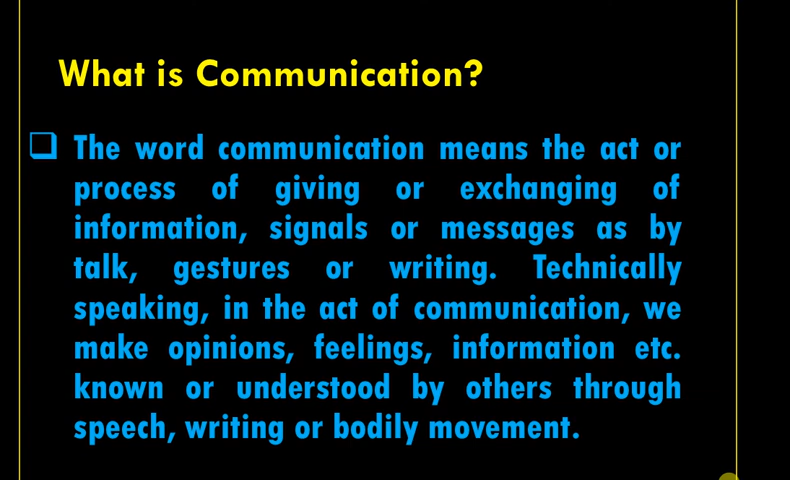 What is Communication?
❑ The word communication means the act or
process of giving or exchanging of
information, signals or messages as by
talk, gestures or writing. Technically
speaking, in the act of communication, we
make opinions, feelings, information etc.
known or understood by others through
speech, writing or bodily movement.